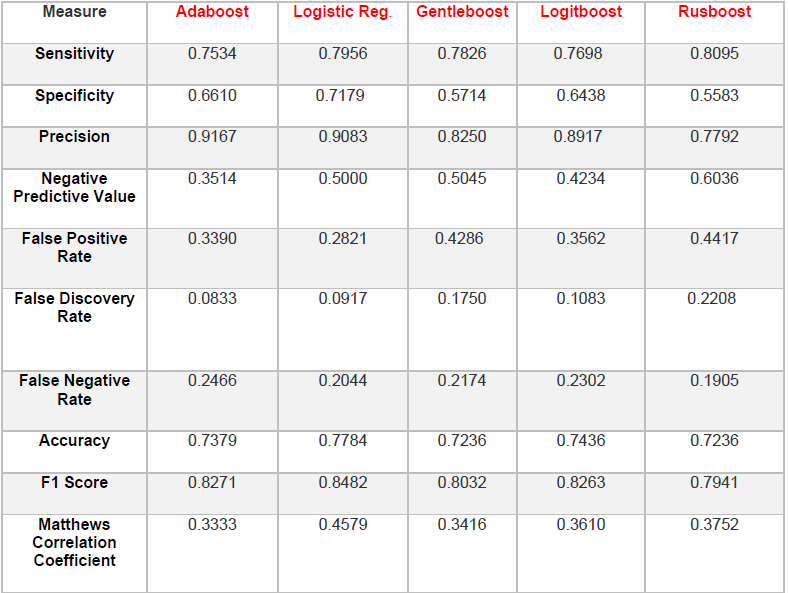 Measure Adaboost Logistic Reg. Gentleboost Logitboost Rusboost
Sensitivity 0.7534 0.7956 0.7826 0.7698 0.8095
Specificity 0.6610 0.7179 0.5714 0.6438 0.5583
Precision 0.9167 0.9083 0.8250 0.8917 0.7792
Negative 0.3514 0.5000 0.5045 0.4234 0.6036
Predictive Value
False Positive 0.3390 0.2821 0.4286 0.3562 0.4417
Rate
False Discovery 0.0833 0.0917 0.1750 0.1083 0.2208
Rate
False Negative 0.2466 0.2044 0.2174 0.2302 0.1905
Rate
Accuracy 0.7379 0.7784 0.7236 0.7436 0.7236
F1 Score 0.8271 0.8482 0.8032 0.8263 0.7941
Matthews 0.3333 0.4579 0.3416 0.3610 0.3752
Correlation
Coefficient